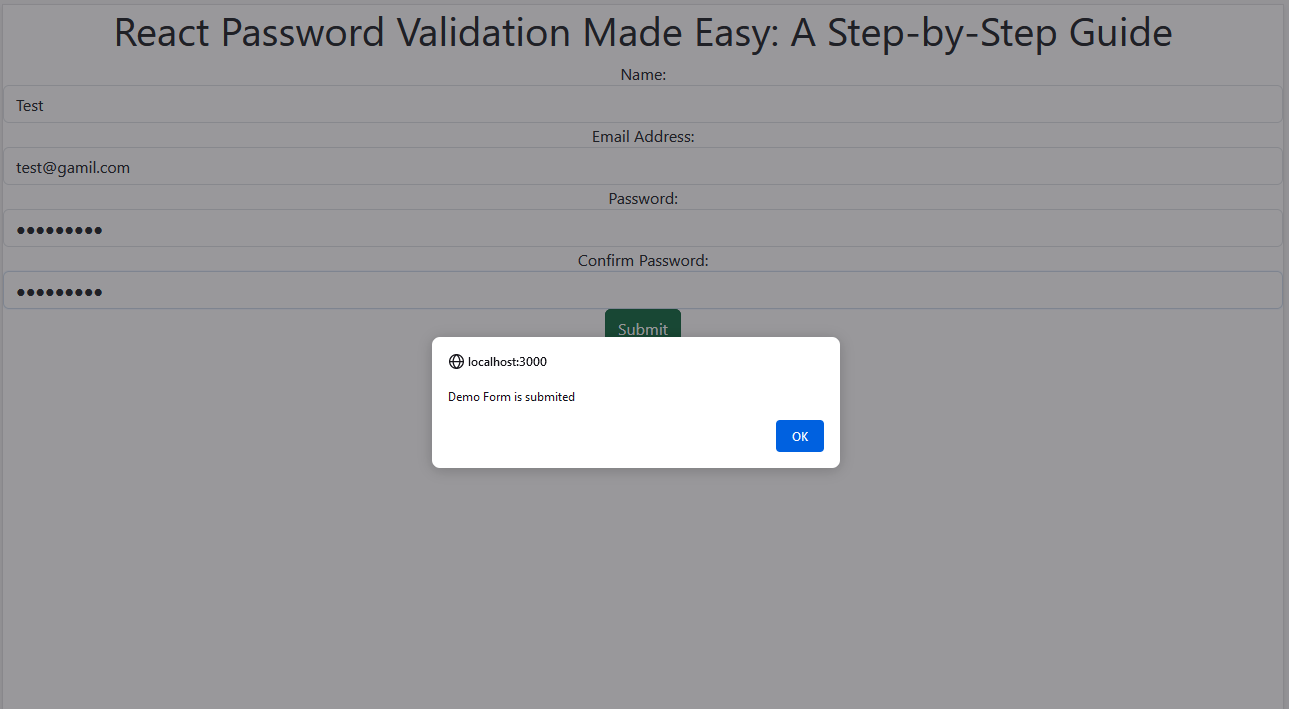 React Password Validation Made Easy: A Step-by-Step Guide
Name:
Test
Email Address:
test@gamil.com
Password:
●●●●●●●●●
Confirm Password:
●●●●●●●●●
Submit
localhost:3000
Demo Form is submited
OK